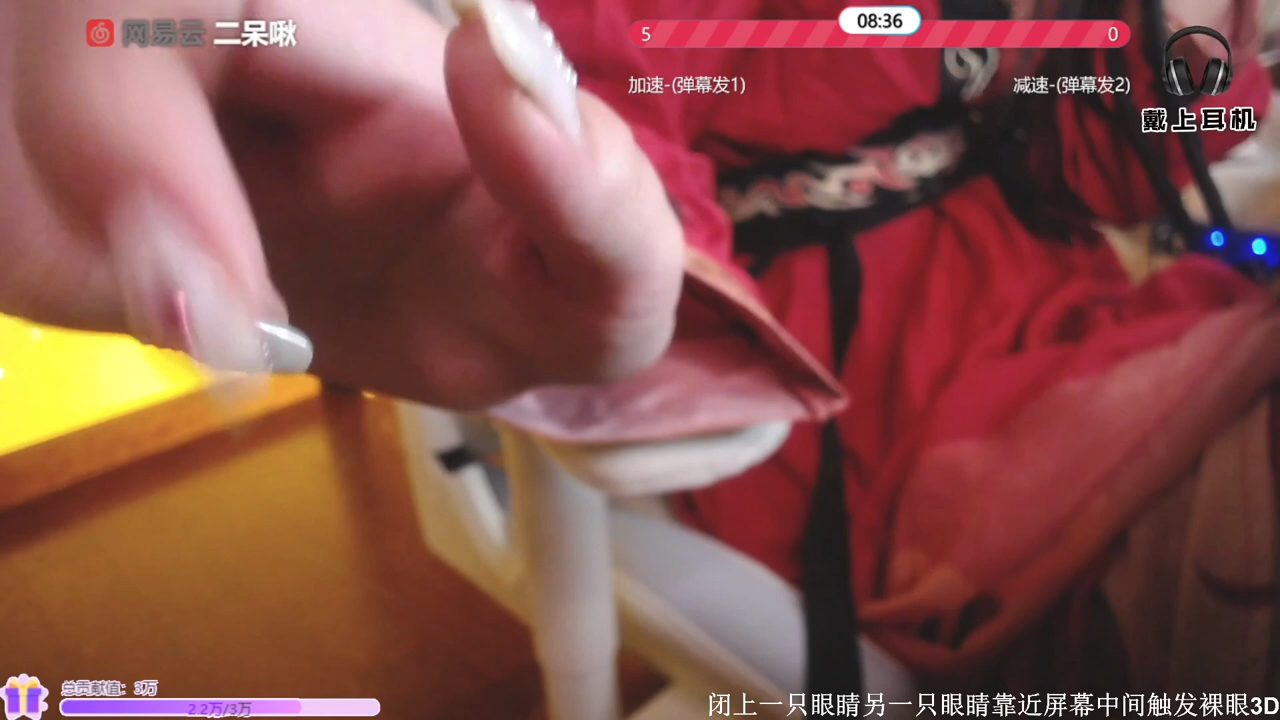 网易云 二呆啾
08:36
5
0
加速-(弹幕发1)
减速-(弹幕发2)
戴上耳机
总贡献值: 3万
2.2万/3万
闭上一只眼睛另一只眼睛靠近屏幕中间触发裸眼3D